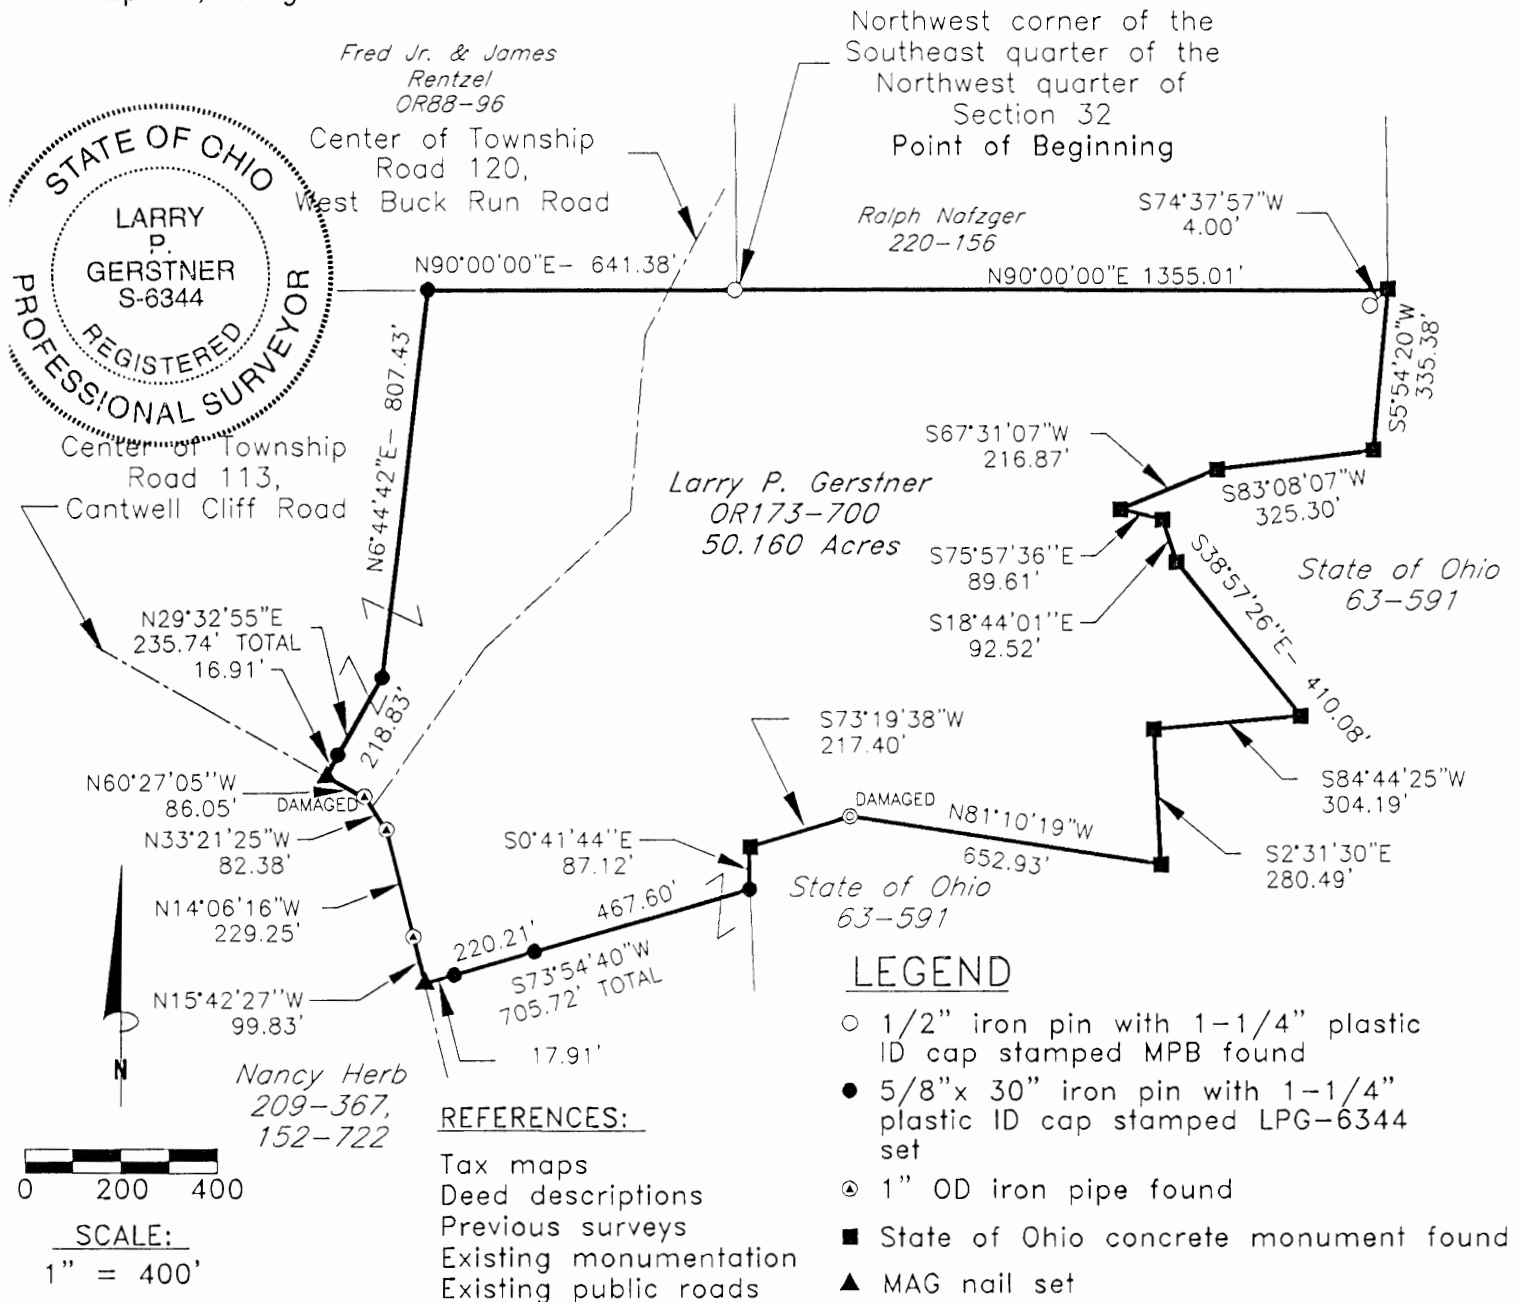 Fred Jr. & James
Rentzel
OR88-96
Center of Township
Road 120,
West Buck Run Road
Northwest corner of the
Southeast quarter of the
Northwest quarter of
Section 32
Point of Beginning
STATE OF OHIO
LARRY
P.
GERSTNER
S-6344
REGISTERED
PROFESSIONAL SURVEYOR
Ralph Nafzger
220-156
S74°37'57"W
4.00'
N90°00'00"E- 641.38'
N90°00'00"E 1355.01'
S5°54'20"W
335.38'
N6°44'42"E- 807.43'
Center of Township
Road 113,
Cantwell Cliff Road
S67°31'07"W
216.87'
S83°08'07"W
325.30'
Larry P. Gerstner
OR173-700
50.160 Acres
S75°57'36"E
89.61'
S18°44'01"E
92.52'
S38°57'26"E- 410.08'
State of Ohio
63-591
N29°32'55"E
235.74' TOTAL
16.91'
218.83'
S73°19'38"W
217.40'
S84°44'25"W
304.19'
N60°27'05"W
86.05'
DAMAGED
DAMAGED
N81°10'19"W
652.93'
N33°21'25"W
82.38'
S0°41'44"E
87.12'
S2°31'30"E
280.49'
State of Ohio
63-591
N14°06'16"W
229.25'
467.60'
220.21'
S73°54'40"W
705.72' TOTAL
N15°42'27"W
99.83'
17.91'
N
Nancy Herb
209-367,
152-722
0 200 400
SCALE:
1" = 400'
REFERENCES:
Tax maps
Deed descriptions
Previous surveys
Existing monumentation
Existing public roads
LEGEND
1/2" iron pin with 1-1/4" plastic
ID cap stamped MPB found
5/8"x 30" iron pin with 1-1/4"
plastic ID cap stamped LPG-6344
set
1" OD iron pipe found
State of Ohio concrete monument found
MAG nail set